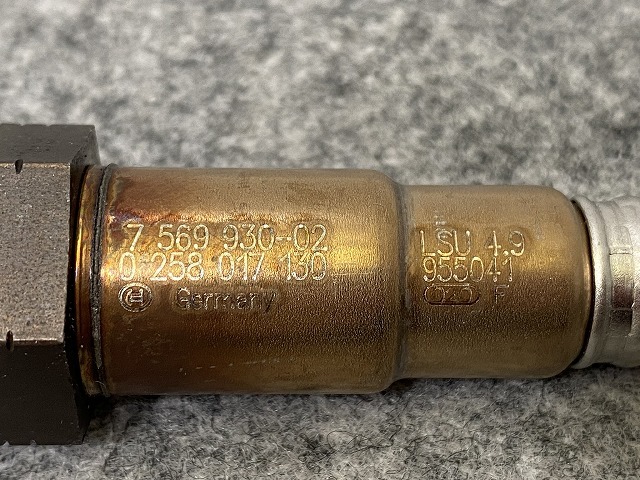 7 569 930-02
0 258 017 130
Germany
LSU 4.9
955041
F